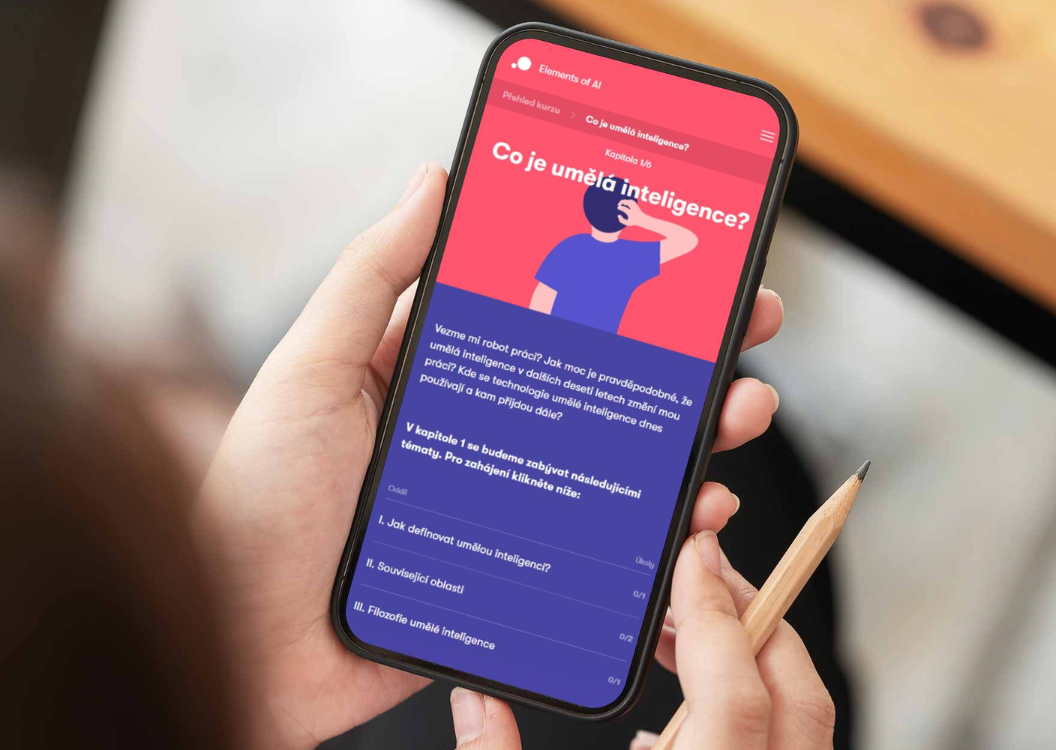 Elements of AI
Přehled kurzu > Co je umělá inteligence?
Kapitola 1/6
Co je umělá inteligence?
Vezme mi robot práci? Jak moc je pravděpodobné, že
umělá inteligence v dalších deseti letech změní mou
práci? Kde se technologie umělé inteligence dnes
používají a kam přijdou dále?
V kapitole 1 se budeme zabývat následujícími
tématy. Pro zahájení klikněte níže:
Oddíl
Úkoly
I. Jak definovat umělou inteligenci?
0/1
II. Související oblasti
0/2
III. Filozofie umělé inteligence
0/1